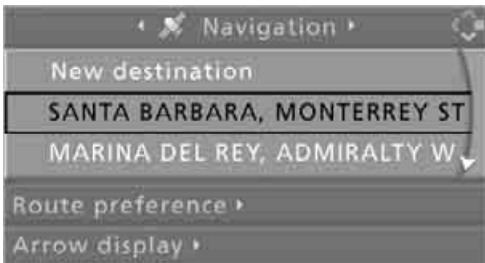 Navigation
New destination
SANTA BARBARA, MONTERREY ST
MARINA DEL REY, ADMIRALTY W
Route preference
Arrow display